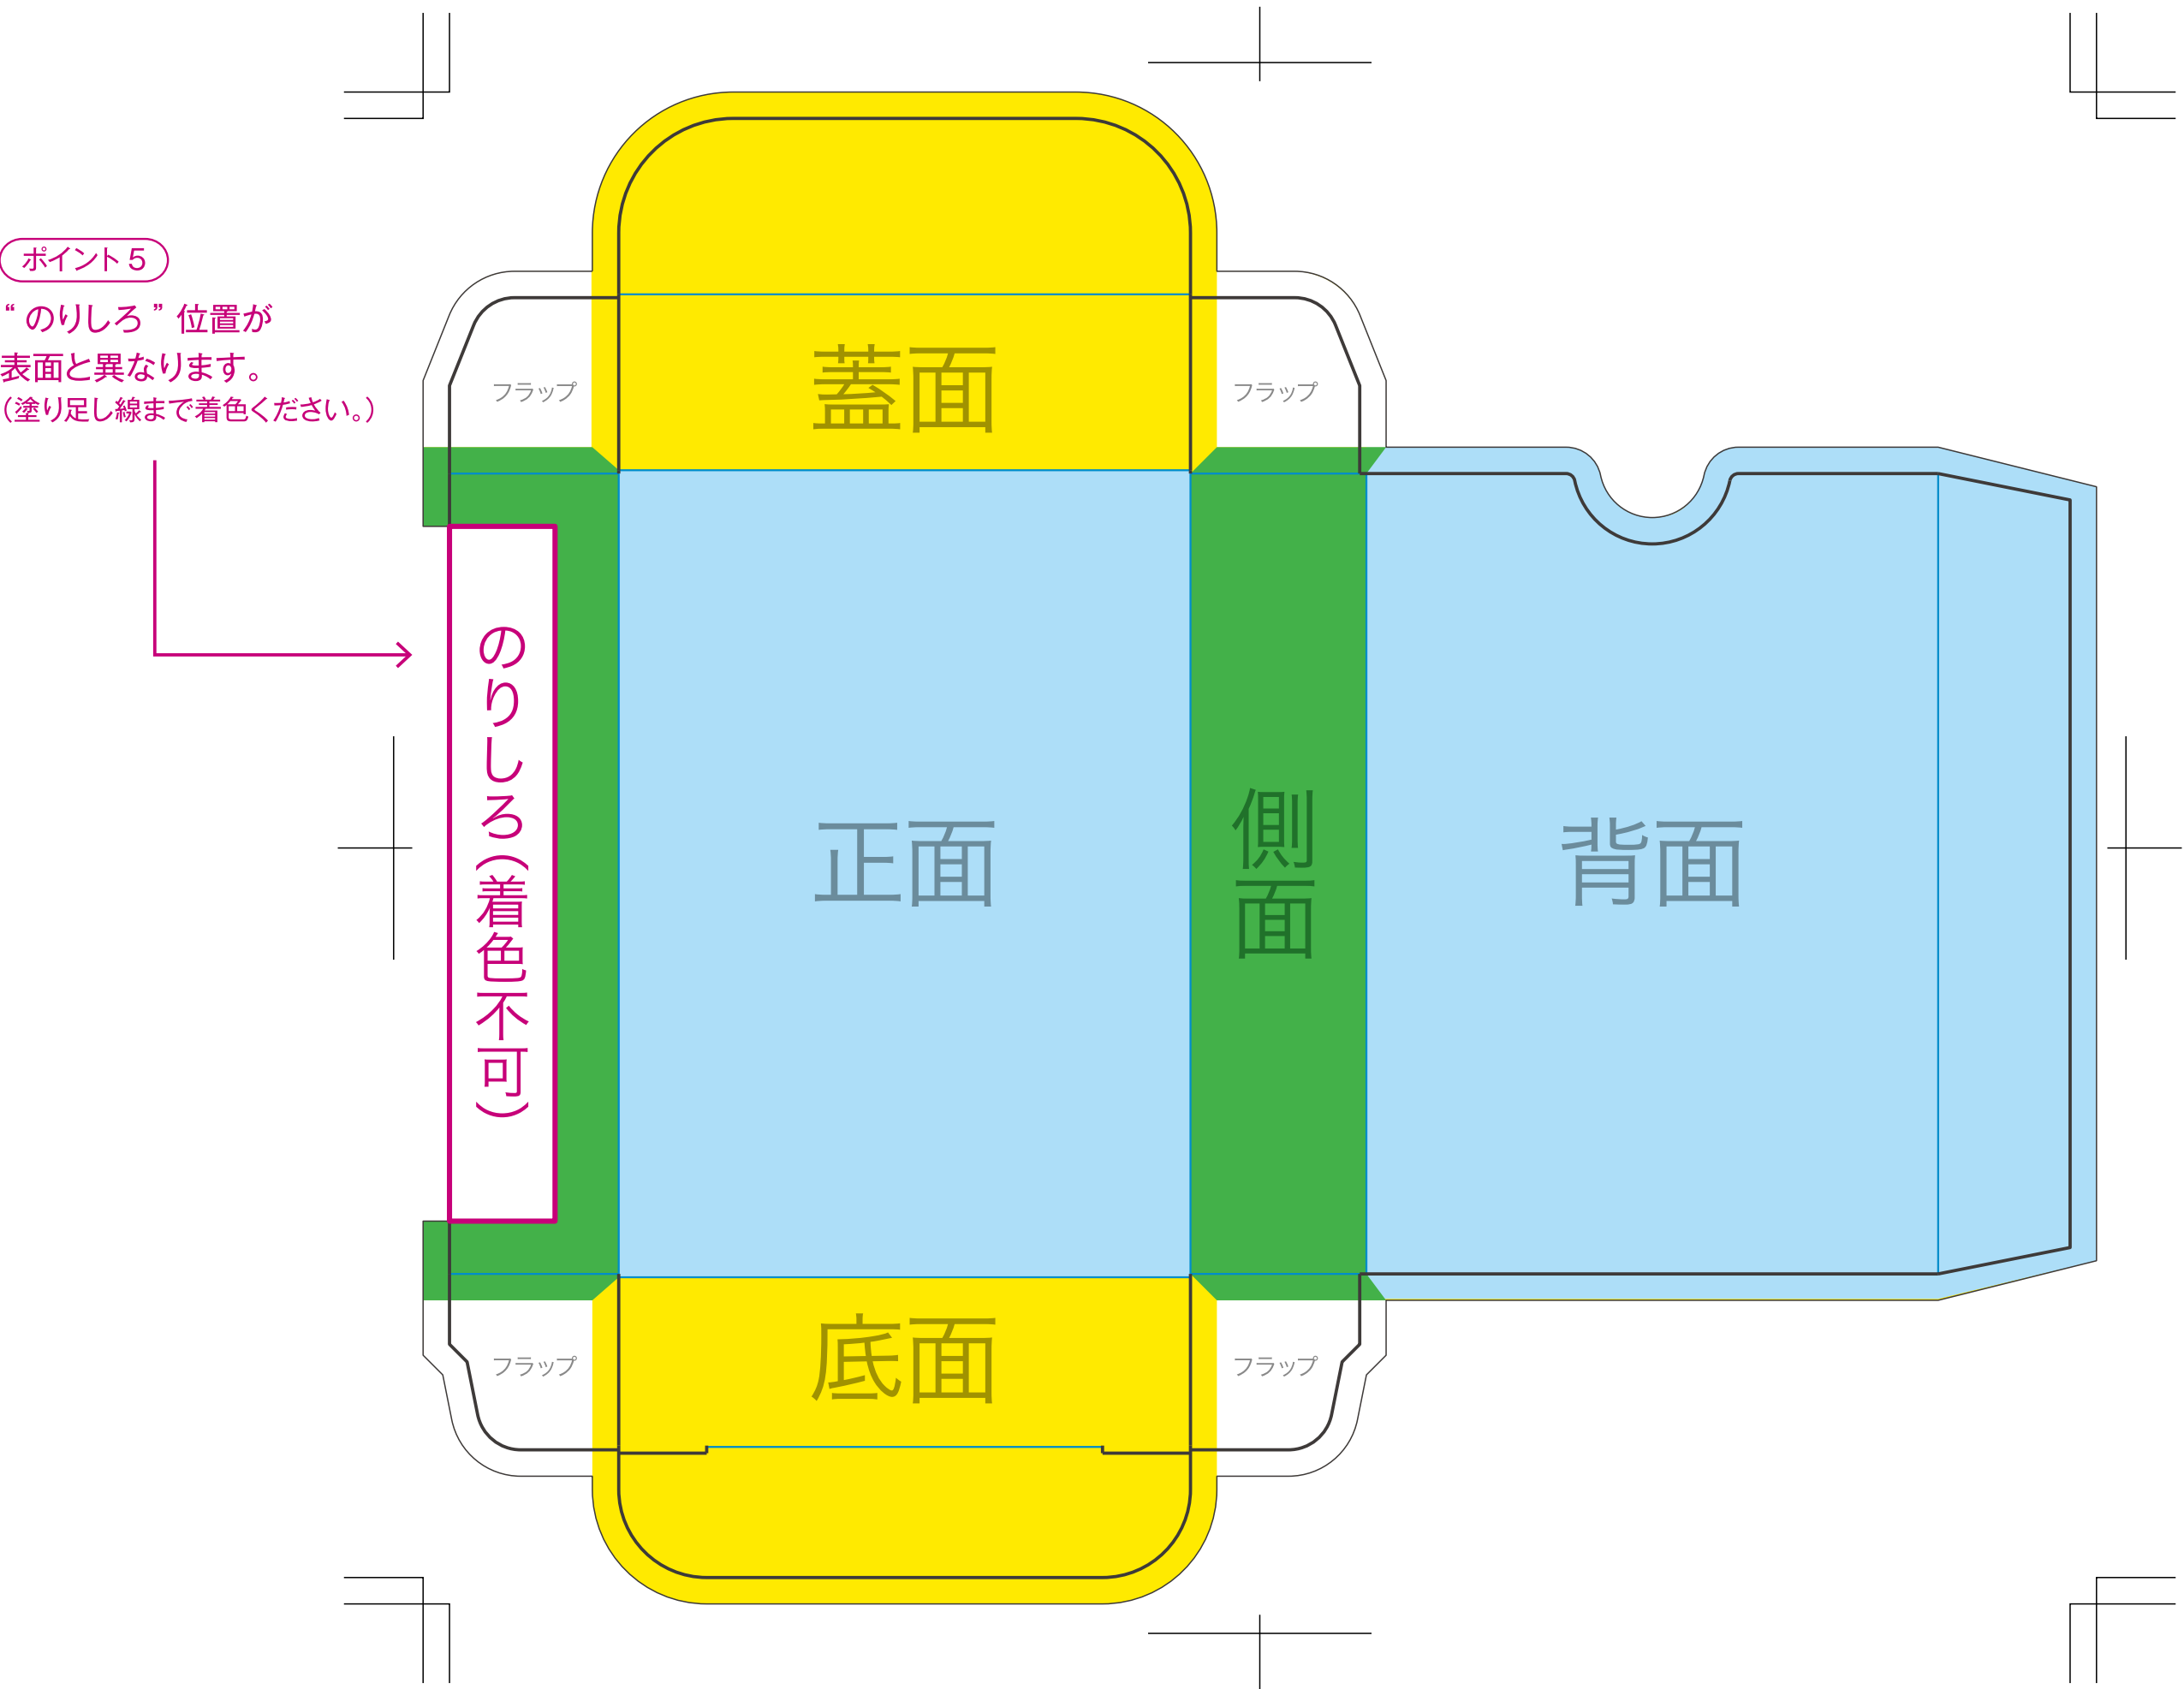 ポイント 5
“のりしろ”位置が
表面と異なります。
(塗り足し線まで着色ください。)
蓋面
フラップ
フラップ
のりしろ(着色不可)
正面
側面
背面
底面
フラップ
フラップ